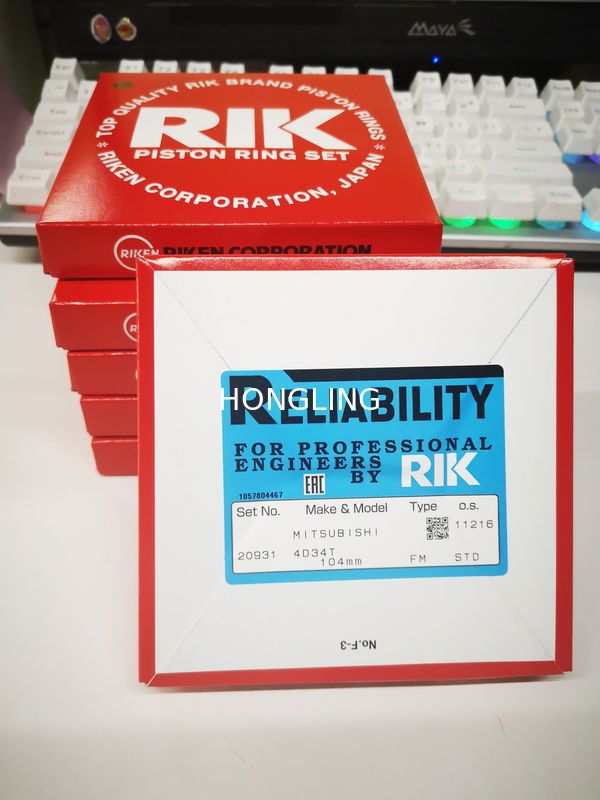 MAYA
* TOP QUALITY RIK BRAND PISTON RINGS *
RIK
PISTON RING SET
RIKEN CORPORATION, JAPAN
RIKEN RIKEN CORPORATION
RELIABILITY
HONGLING
FOR PROFESSIONAL
ENGINEERS
BY RIK
EAC
1057804467
Set No. Make & Model Type o.s.
11216
MITSUBISHI
20931 4D34T FM STD
104mm
No.F-3